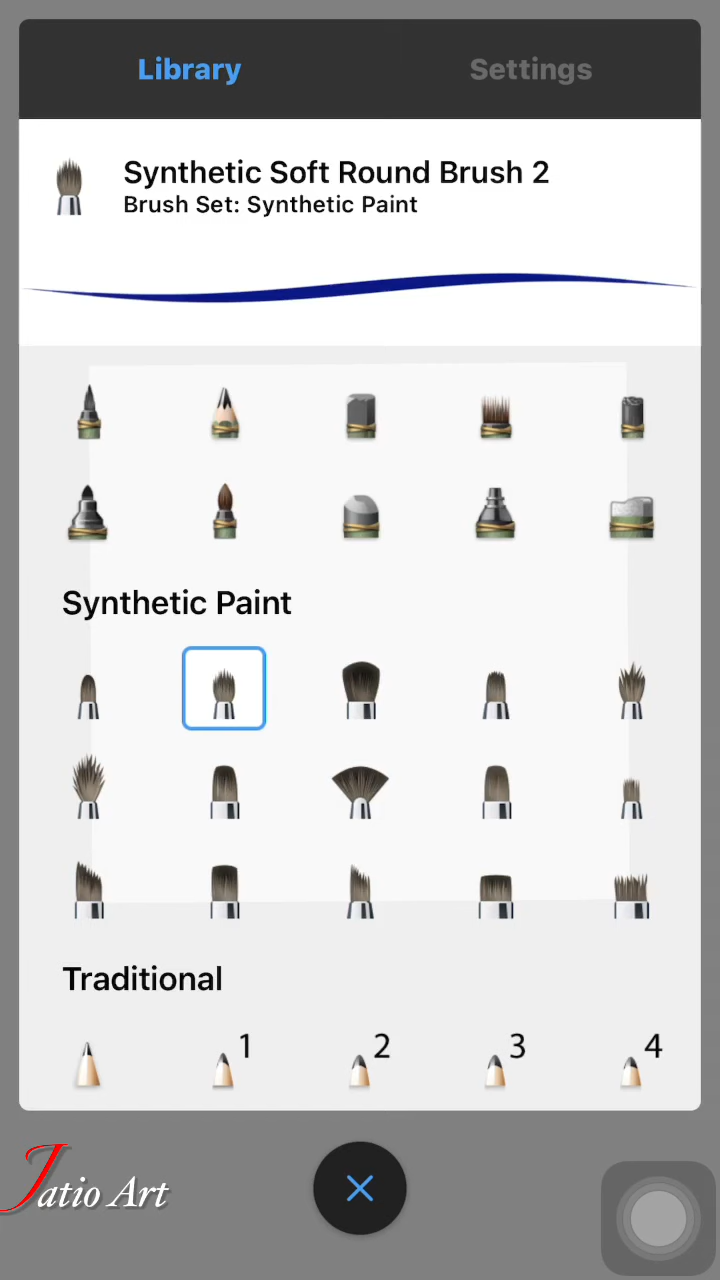 Library
Settings
Synthetic Soft Round Brush 2
Brush Set: Synthetic Paint
Synthetic Paint
Traditional
1
2
3
4
Jatio Art